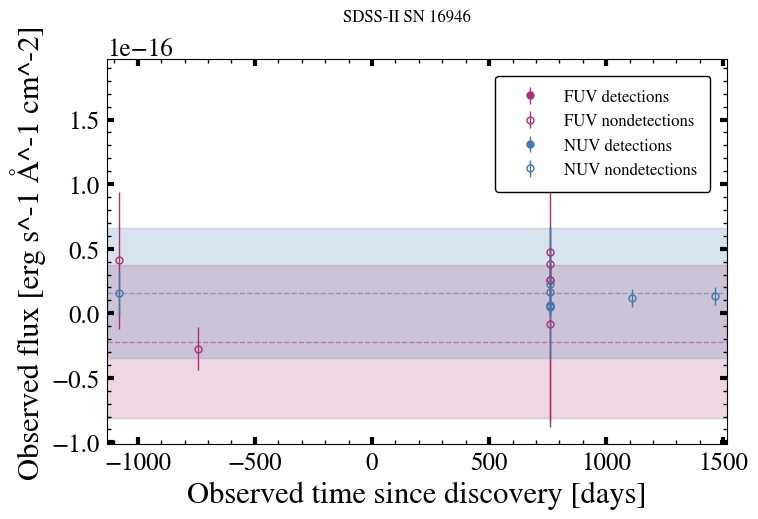 SDSS-II SN 16946
1e−16
Observed flux [erg s^-1 Å^-1 cm^-2]
1.5
1.0
0.5
0.0
−0.5
−1.0
FUV detections
FUV nondetections
NUV detections
NUV nondetections
−1000 −500 0 500 1000 1500
Observed time since discovery [days]